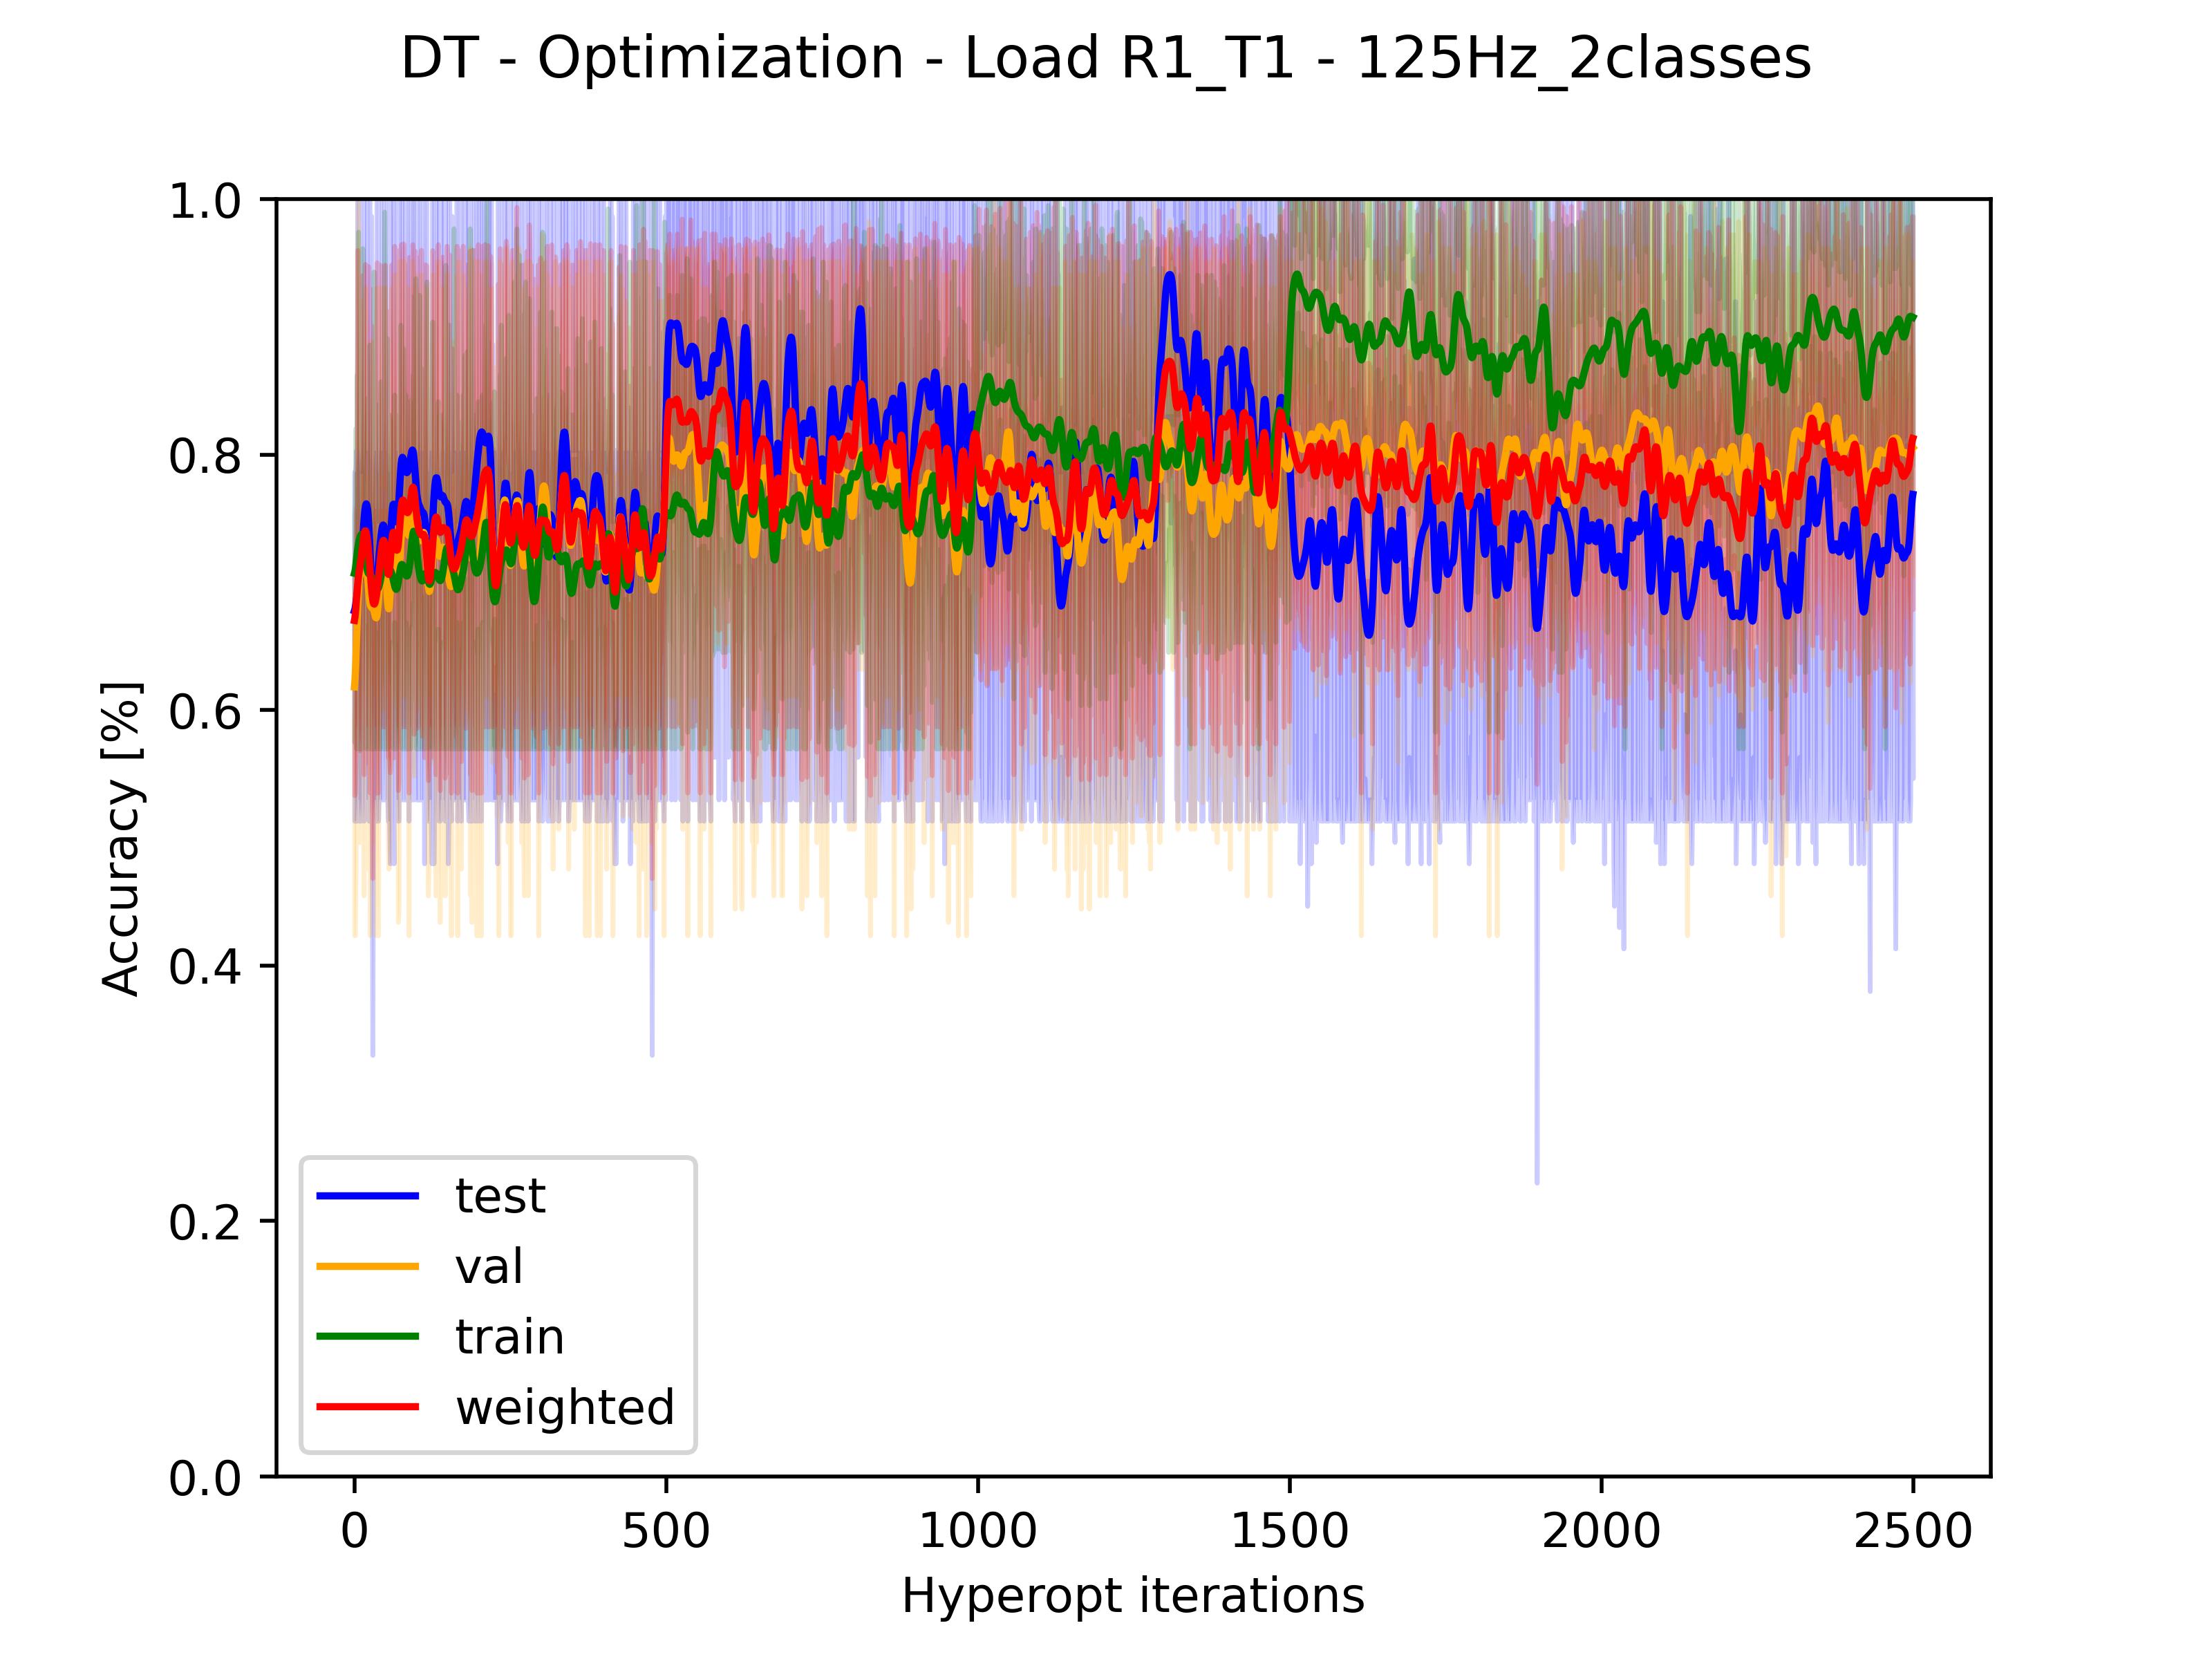 DT - Optimization - Load R1_T1 - 125Hz_2classes
1.0
0.8
0.6
0.4
0.2
0.0
Accuracy [%]
test
val
train
weighted
0 500 1000 1500 2000 2500
Hyperopt iterations